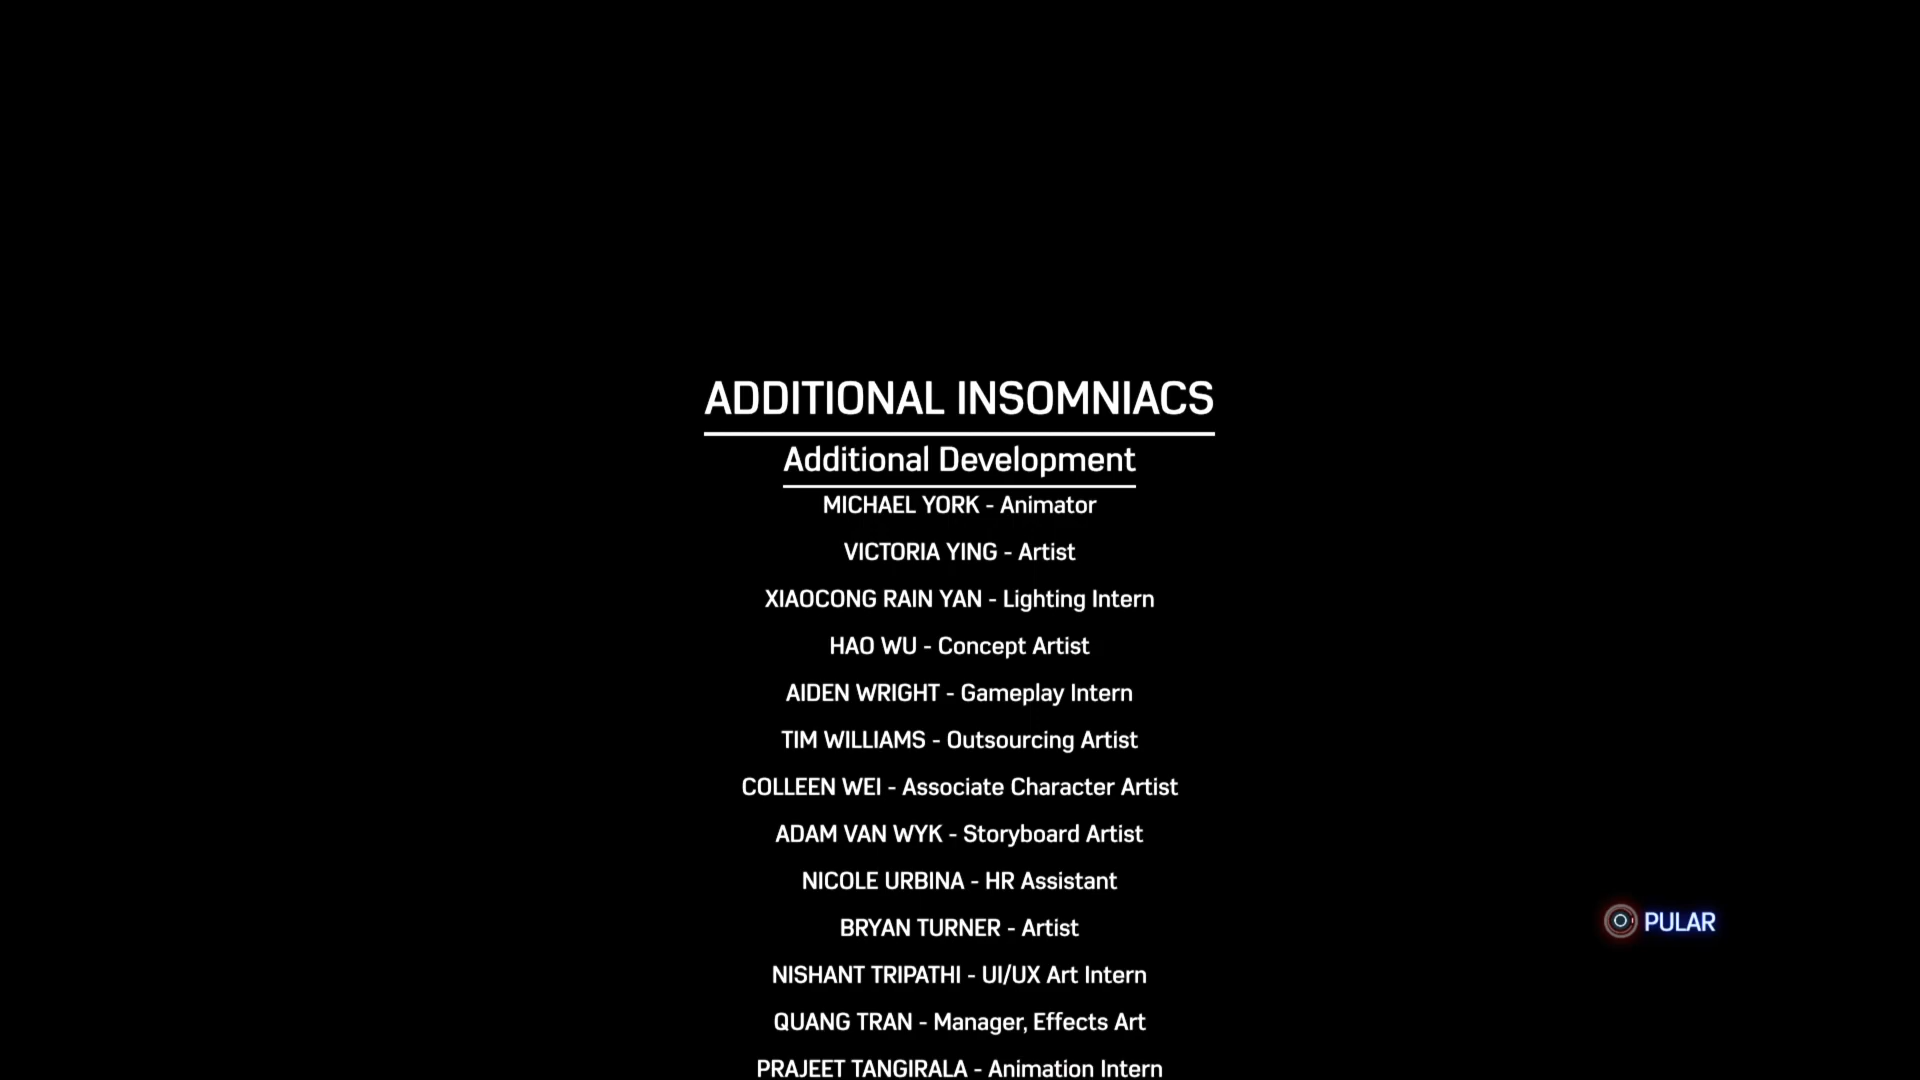 ADDITIONAL INSOMNIACS
Additional Development
MICHAEL YORK - Animator
VICTORIA YING - Artist
XIAOCONG RAIN YAN - Lighting Intern
HAO WU - Concept Artist
AIDEN WRIGHT - Gameplay Intern
TIM WILLIAMS - Outsourcing Artist
COLLEEN WEI - Associate Character Artist
ADAM VAN WYK - Storyboard Artist
NICOLE URBINA - HR Assistant
BRYAN TURNER - Artist
PULAR
NISHANT TRIPATHI - UI/UX Art Intern
QUANG TRAN - Manager, Effects Art
PRAJEET TANGIRALA - Animation Intern